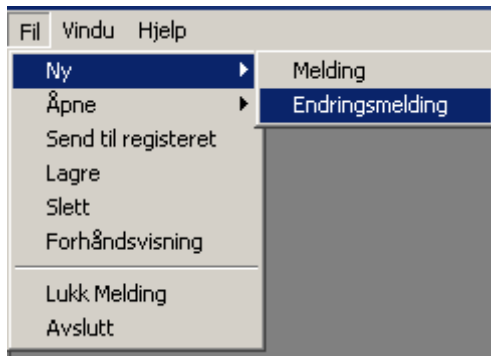 Fil Vindu Hjelp
Ny Melding
Åpne Endringsmelding
Send til registeret
Lagre
Slett
Forhåndsvisning
Lukk Melding
Avslutt